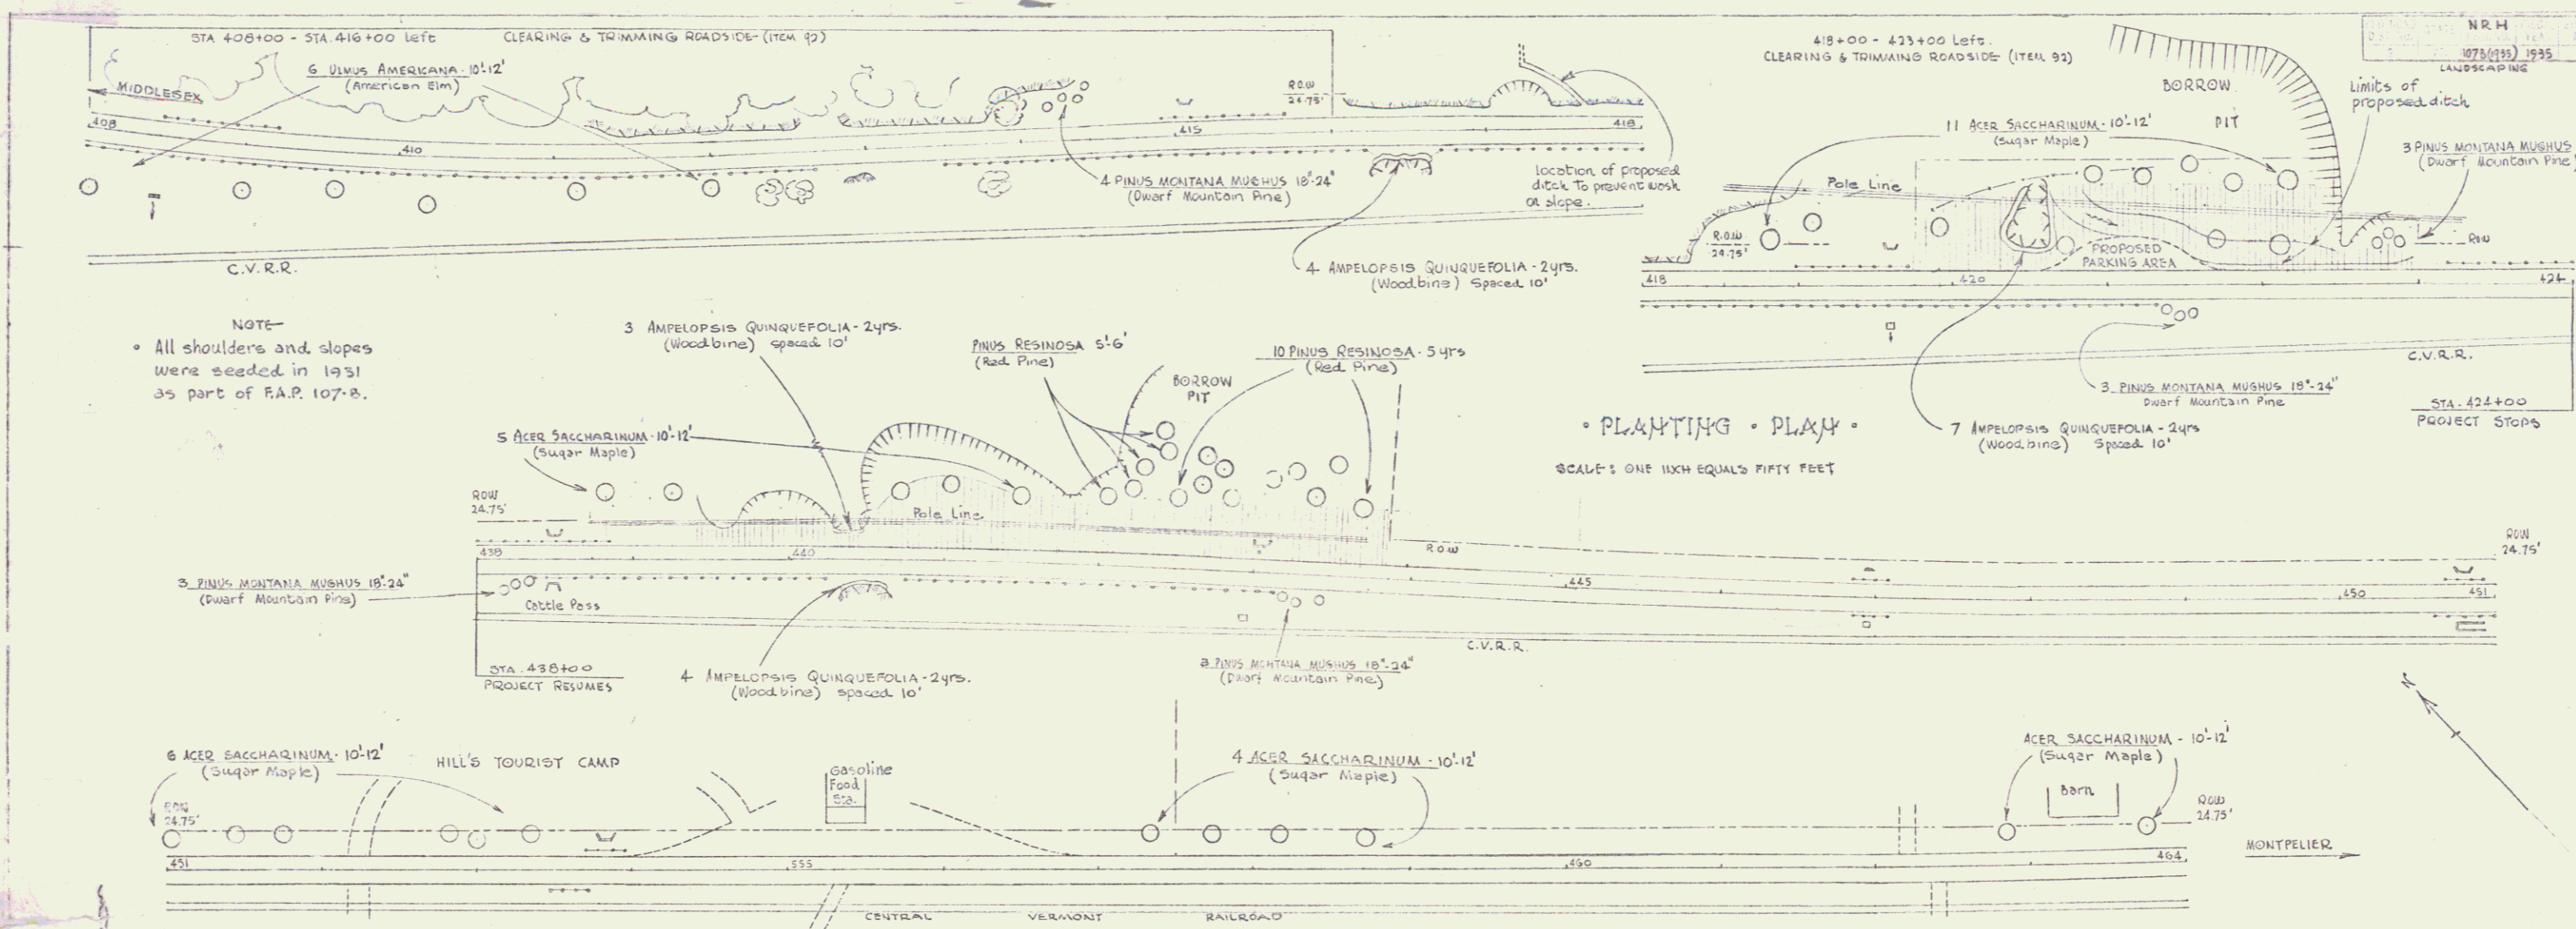 STA 408+00 - STA. 416+00 Left
CLEARING & TRIMMING ROADSIDE - (ITEM 92)
6 ULMUS AMERICANA - 10'-12'
(American Elm)
MIDDLESEX
408
410
415
418
R.O.W
24.75'
4 PINUS MONTANA MUGHUS 18"-24"
(Dwarf Mountain Pine)
location of proposed
ditch to prevent wash
on slope.
4 AMPELOPSIS QUINQUEFOLIA - 2yrs.
(Woodbine) Spaced 10'
C.V.R.R.
418+00 - 423+00 Left.
CLEARING & TRIMMING ROADSIDE (ITEM 92)
NRH
1935
LANDSCAPING
BORROW
PIT
Limits of
proposed ditch
11 ACER SACCHARINUM - 10'-12'
(Sugar Maple)
3 PINUS MONTANA MUGHUS
(Dwarf Mountain Pine
Pole Line
R.O.W
24.75'
PROPOSED
PARKING AREA
ROW
418
420
424
C.V.R.R.
3 PINUS MONTANA MUGHUS 18"-24"
Dwarf Mountain Pine
STA. 424+00
PROJECT STOPS
7 AMPELOPSIS QUINQUEFOLIA - 2yrs
(Woodbine) Spaced 10'
NOTE
• All shoulders and slopes
were seeded in 1931
as part of F.A.P. 107-B.
• PLANTING • PLAN •
SCALE: ONE INCH EQUALS FIFTY FEET
3 AMPELOPSIS QUINQUEFOLIA - 2yrs.
(Woodbine) spaced 10'
PINUS RESINOSA 5'-6'
(Red Pine)
10 PINUS RESINOSA - 5 yrs
(Red Pine)
BORROW
PIT
5 ACER SACCHARINUM - 10'-12'
(Sugar Maple)
ROW
24.75'
Pole Line
R.O.W
ROW
24.75'
438
440
445
450
451
3 PINUS MONTANA MUGHUS 18"-24"
(Dwarf Mountain Pine)
Cattle Pass
STA. 438+00
PROJECT RESUMES
4 AMPELOPSIS QUINQUEFOLIA - 2yrs.
(Woodbine) spaced 10'
3 PINUS MONTANA MUGHUS 18"-24"
(Dwarf Mountain Pine)
C.V.R.R.
N
6 ACER SACCHARINUM - 10'-12'
(Sugar Maple)
HILL'S TOURIST CAMP
Gasoline
Food
Sta.
4 ACER SACCHARINUM - 10'-12'
(Sugar Maple)
ACER SACCHARINUM - 10'-12'
(Sugar Maple)
Barn
ROW
24.75'
ROW
24.75'
451
555
460
464
MONTPELIER
CENTRAL VERMONT RAILROAD